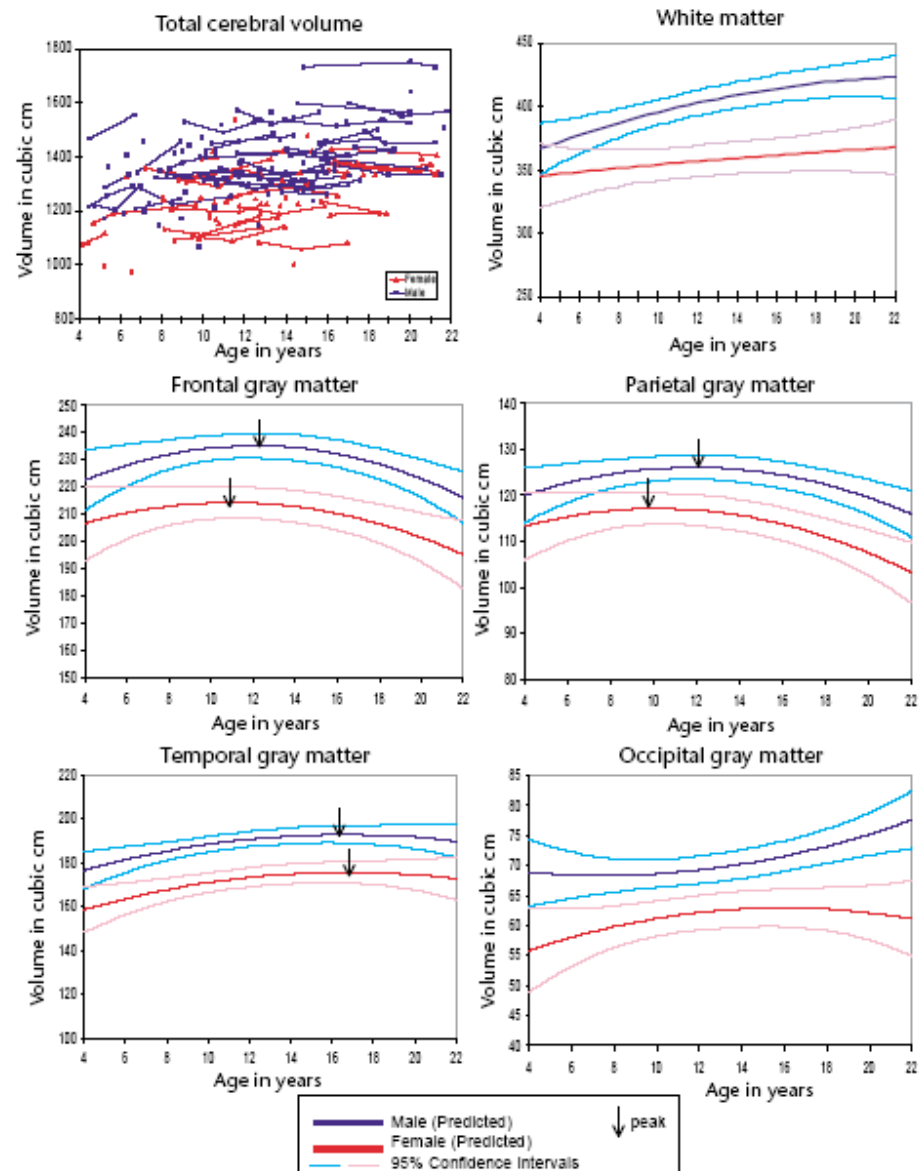 Total cerebral volume
Volume in cubic cm
1800
1600
1400
1200
1000
800
Female
Male
4 6 8 6 10 12 14 16 18 20 22
Age in years
White matter
Volume in cubic cm
450
400
350
300
250
4 6 8 10 12 14 16 18 20 22
Age in years
Frontal gray matter
Volume in cubic cm
250
240
230
220
210
200
190
180
170
160
150
4 6 8 10 12 14 16 18 20 22
Age in years
Parietal gray matter
Volume in cubic cm
140
130
120
110
100
90
80
4 6 8 10 12 14 16 18 20 22
Age in years
Temporal gray matter
Volume in cubic cm
220
200
180
160
140
120
100
4 6 8 10 12 14 16 18 20 22
Age in years
Occipital gray matter
Volume in cubic cm
85
80
75
70
65
60
55
50
45
40
4 6 8 10 12 14 16 18 20 22
Age in years
Male (Predicted)
peak
Female (Predicted)
95% Confidence Intervals